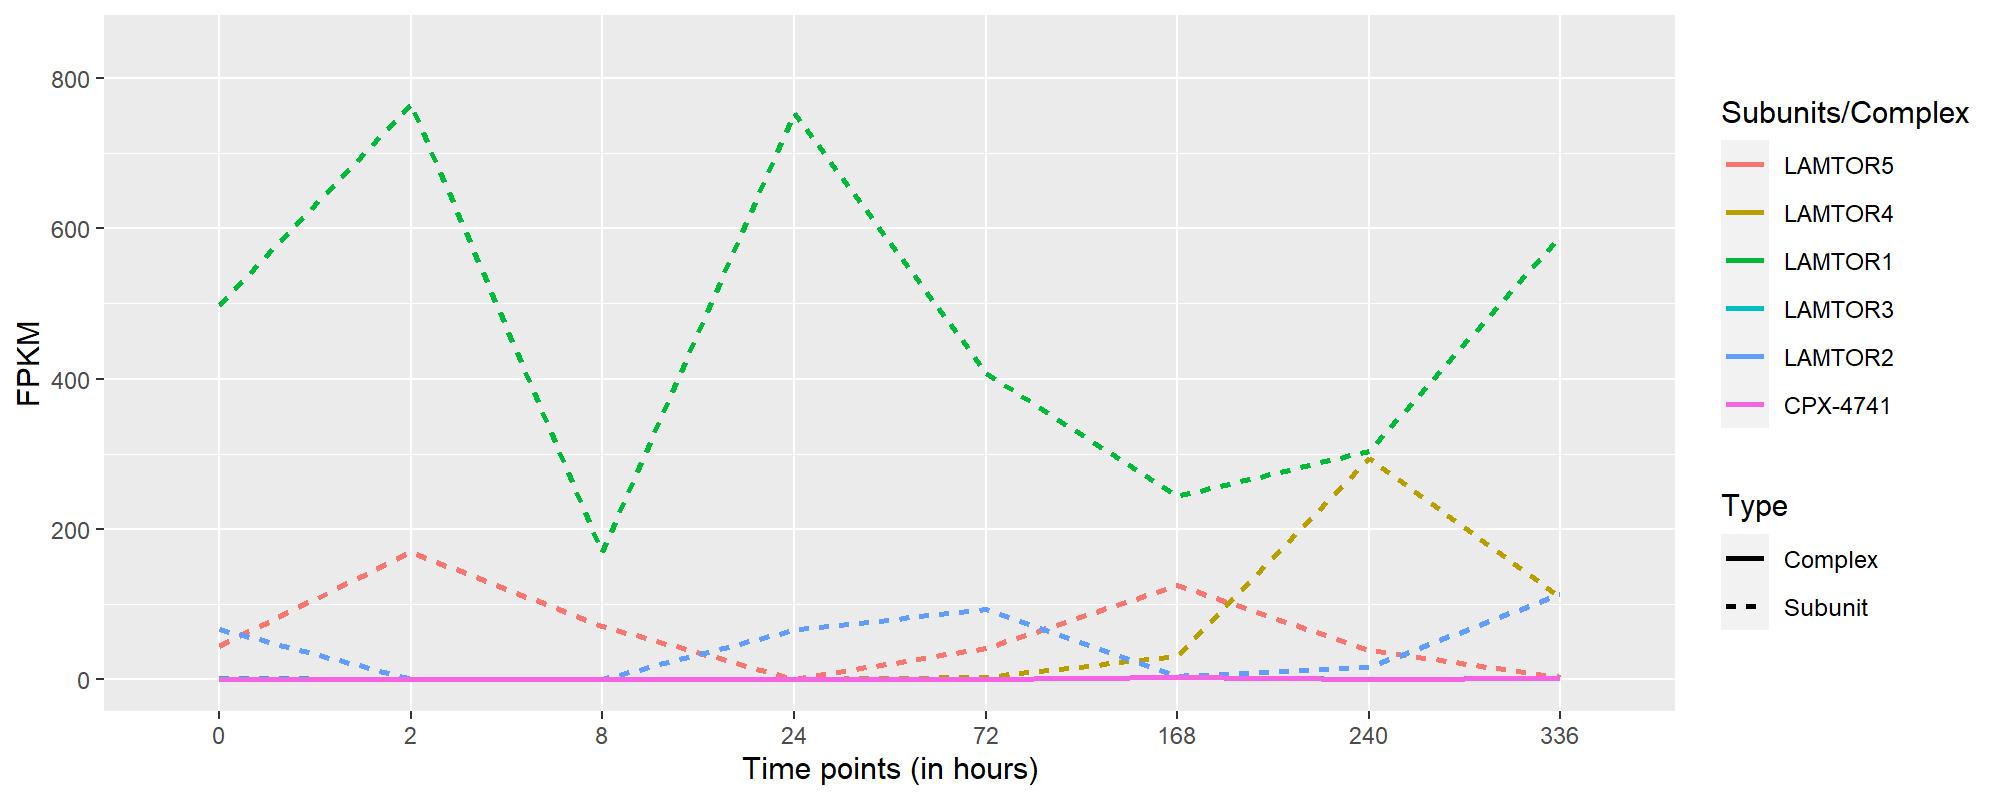 800
600
400
200
0
FPKM
0 2 8 24 72 168 240 336
Time points (in hours)
Subunits/Complex
LAMTOR5
LAMTOR4
LAMTOR1
LAMTOR3
LAMTOR2
CPX-4741
Type
Complex
Subunit